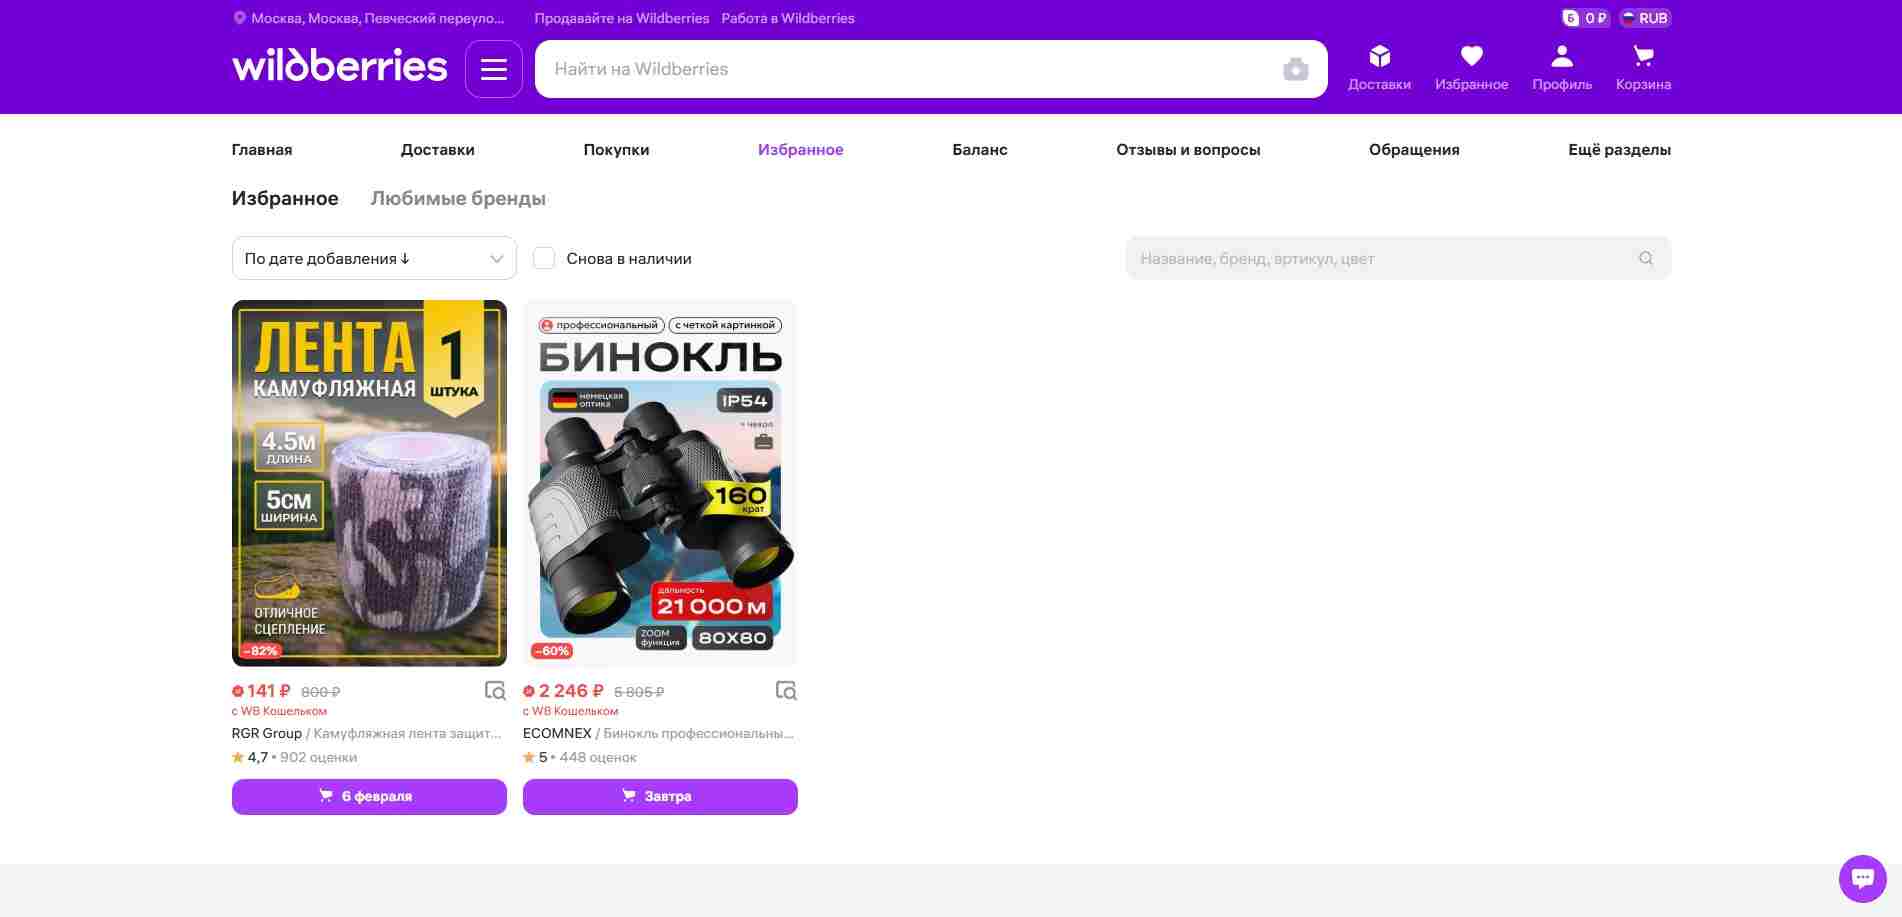 Москва, Москва, Певческий переуло...
Продавайте на Wildberries
Работа в Wildberries
Б 0 ₽
RUB
wildberries
Найти на Wildberries
Доставки
Избранное
Профиль
Корзина
Главная
Доставки
Покупки
Избранное
Баланс
Отзывы и вопросы
Обращения
Ещё разделы
Избранное
Любимые бренды
По дате добавления ↓
Снова в наличии
Название, бренд, артикул, цвет
ЛЕНТА
КАМУФЛЯЖНАЯ
1
ШТУКА
4.5м
ДЛИНА
5см
ШИРИНА
ОТЛИЧНОЕ
СЦЕПЛЕНИЕ
−82%
141 ₽ 800 ₽
с WB Кошельком
RGR Group / Камуфляжная лента защит...
4,7 • 902 оценки
6 февраля
профессиональный
с четкой картинкой
БИНОКЛЬ
немецкая
оптика
IP54
+ чехол
160
крат
дальность
21 000 м
ZOOM
функция
80X80
−60%
2 246 ₽ 5 805 ₽
с WB Кошельком
ECOMNEX / Бинокль профессиональны...
5 • 448 оценок
Завтра